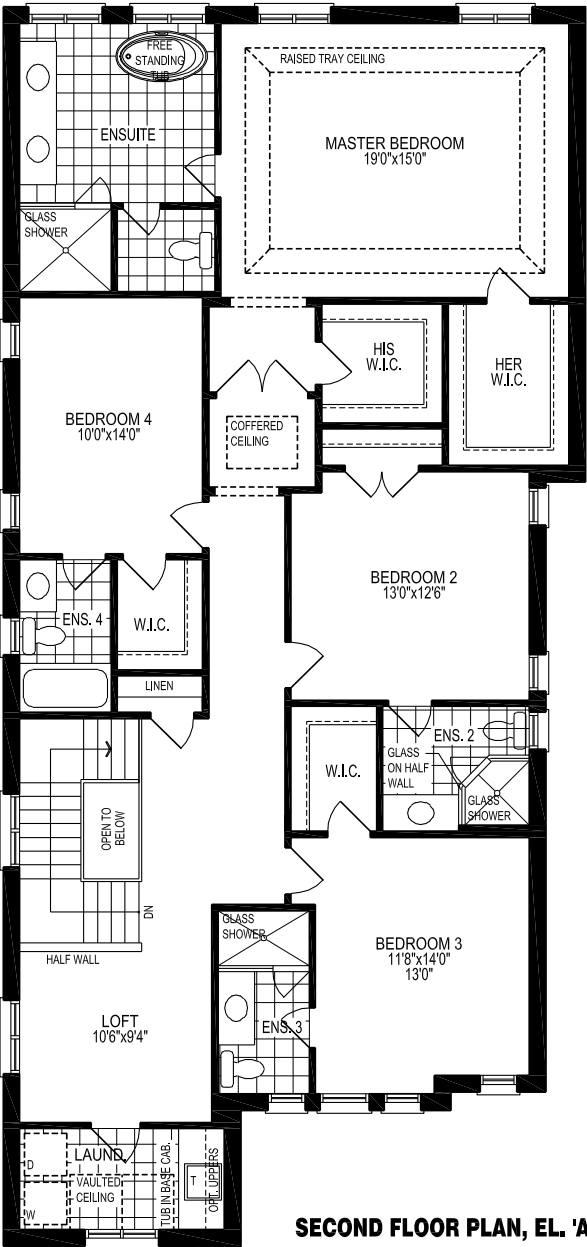 FREE
STANDING
TUB
RAISED TRAY CEILING
ENSUITE
MASTER BEDROOM
19'0"x15'0"
GLASS
SHOWER
HIS
W.I.C.
HER
W.I.C.
BEDROOM 4
10'0"x14'0"
COFFERED
CEILING
BEDROOM 2
13'0"x12'6"
ENS. 4
W.I.C.
LINEN
ENS. 2
GLASS
ON HALF
WALL
W.I.C.
GLASS
SHOWER
OPEN TO
BELOW
DN
GLASS
SHOWER
HALF WALL
BEDROOM 3
11'8"x14'0"
13'0"
LOFT
10'6"x9'4"
ENS. 3
LAUND.
D
VAULTED
CEILING
W
TUB IN BASE CAB.
T
OPT. UPPERS
SECOND FLOOR PLAN, EL. 'A